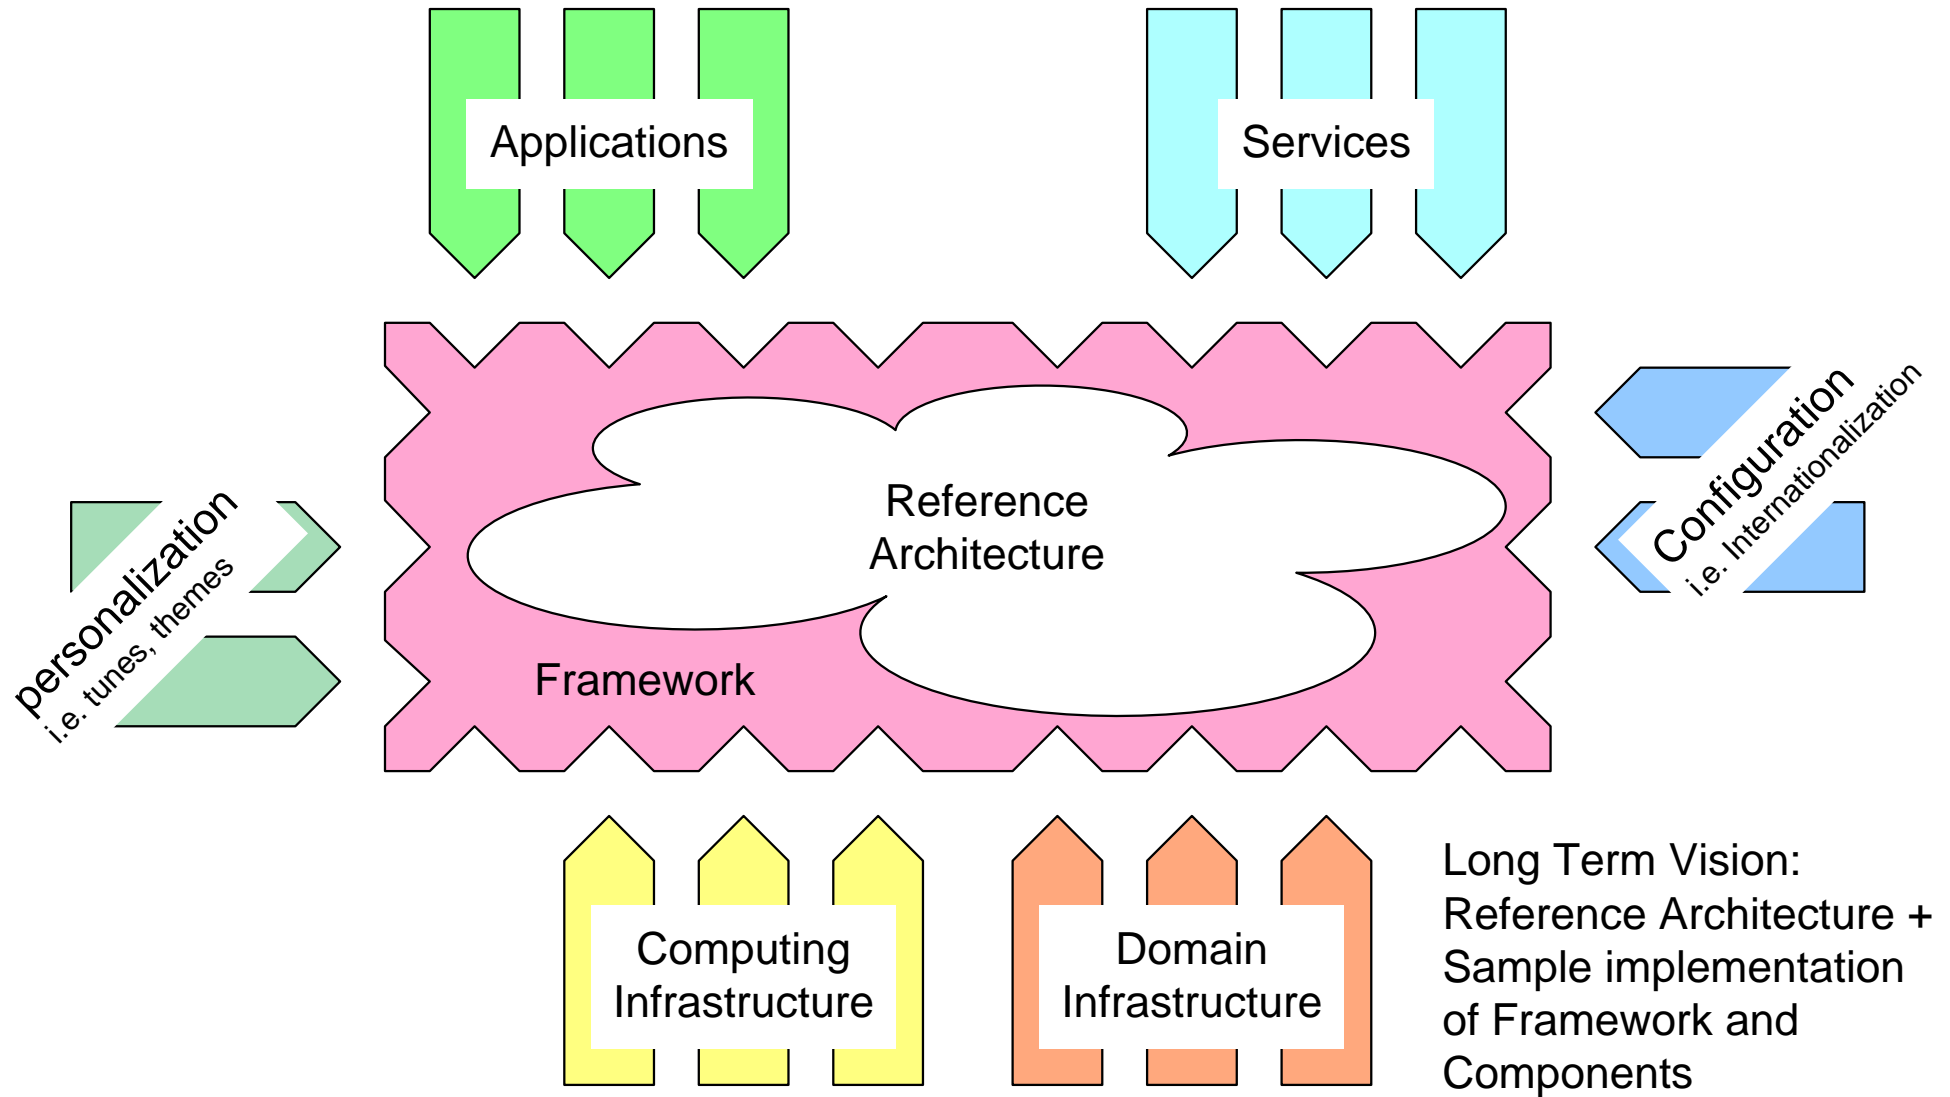 Applications
Services
Reference
Architecture
Framework
personalization
i.e. tunes, themes
Configuration
i.e. Internationalization
Computing
Infrastructure
Domain
Infrastructure
Long Term Vision:
Reference Architecture +
Sample implementation
of Framework and
Components